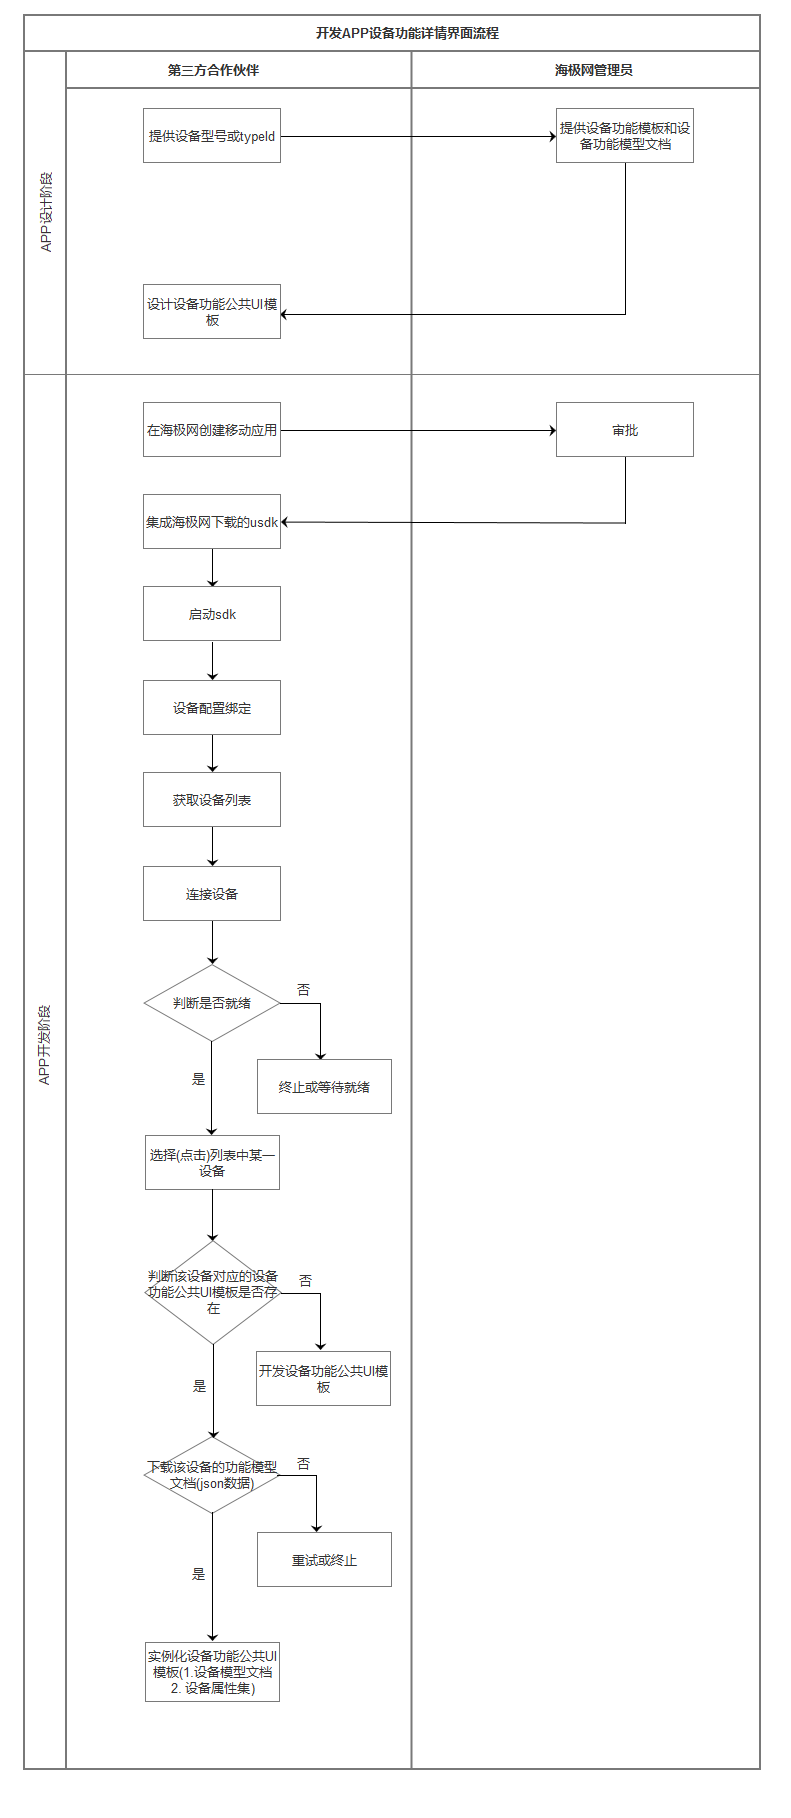 开发APP设备功能详情界面流程
第三方合作伙伴
海极网管理员
APP设计阶段
提供设备型号或typeId
提供设备功能模板和设
备功能模型文档
设计设备功能公共UI模
板
APP开发阶段
在海极网创建移动应用
审批
集成海极网下载的usdk
启动sdk
设备配置绑定
获取设备列表
连接设备
判断是否就绪
否
终止或等待就绪
是
选择(点击)列表中某一
设备
判断该设备对应的设备
功能公共UI模板是否存
在
否
开发设备功能公共UI模
板
是
下载该设备的功能模型
文档(json数据)
否
重试或终止
是
实例化设备功能公共UI
模板(1.设备模型文档
2. 设备属性集)